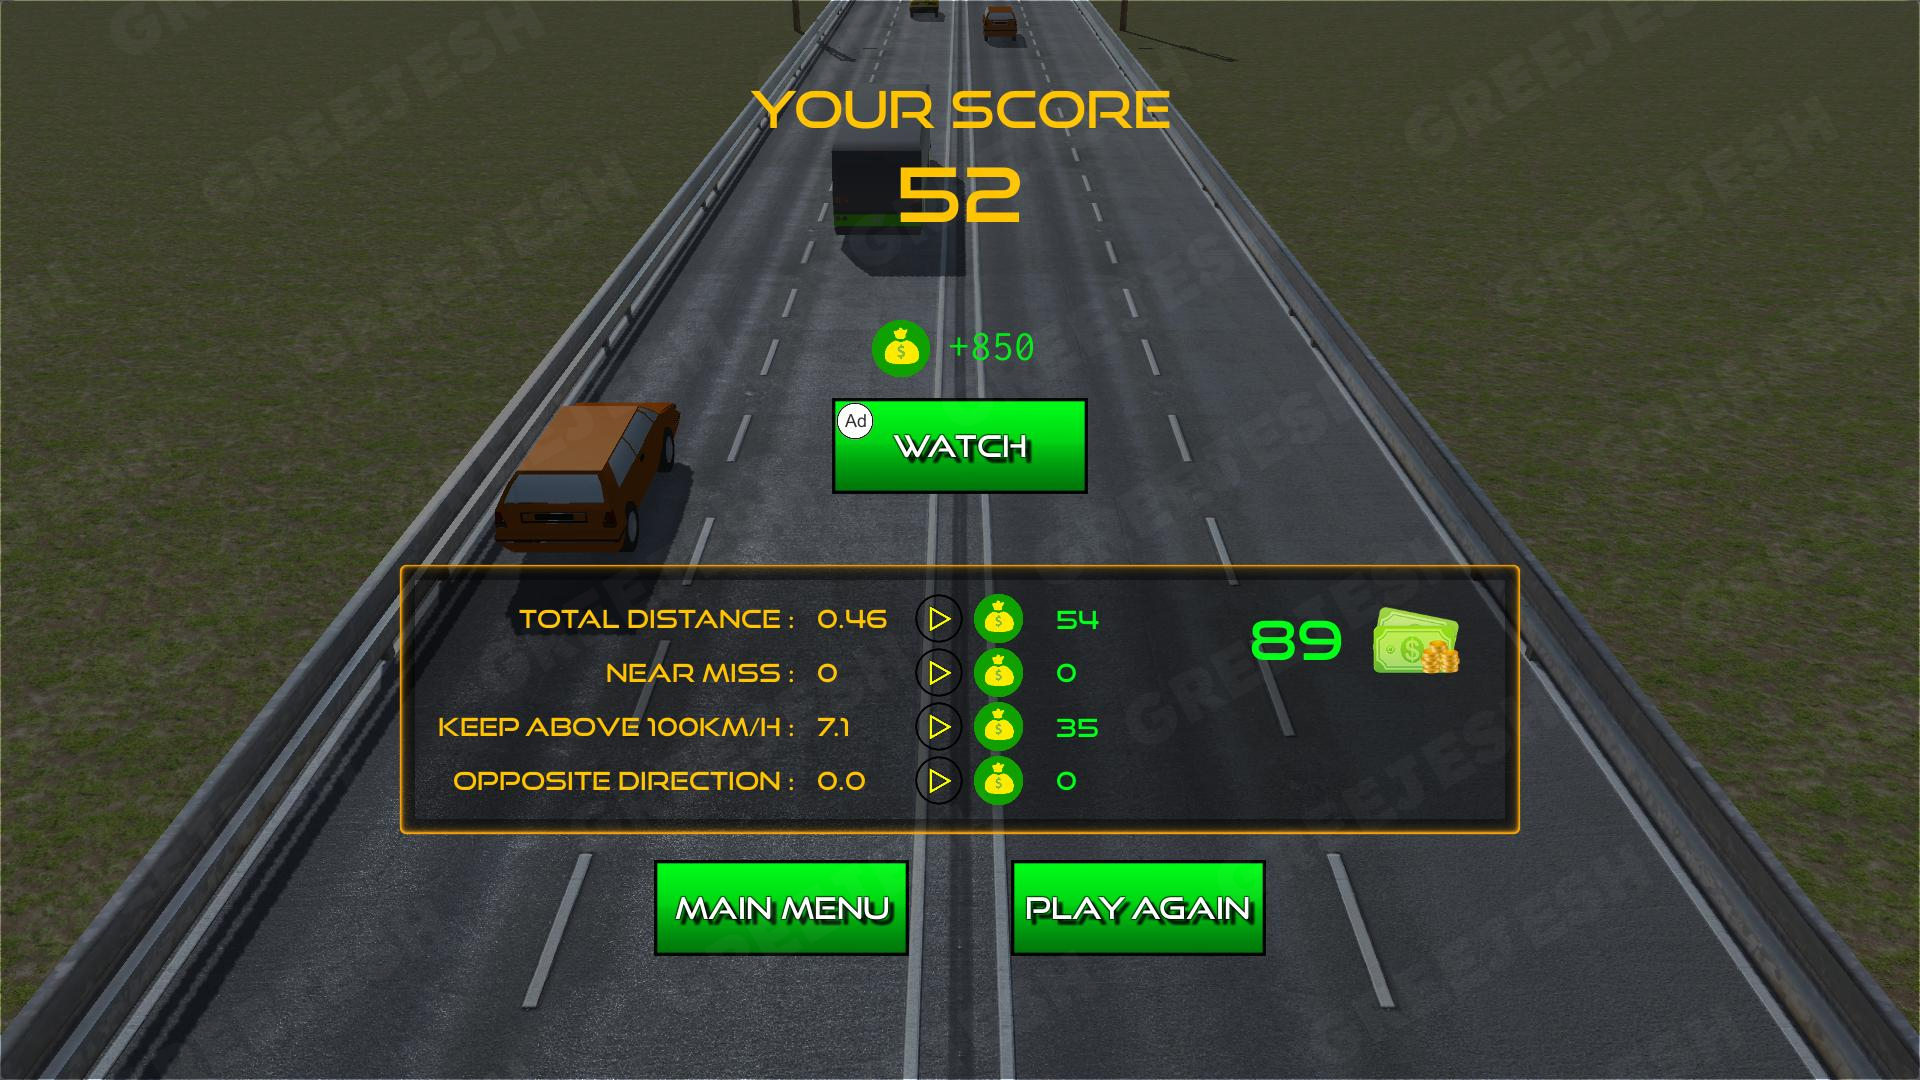 YOUR SCORE
52
+850
Ad
WATCH
TOTAL DISTANCE : 0.46 54
89
NEAR MISS : 0 0
KEEP ABOVE 100KM/H : 7.1 35
OPPOSITE DIRECTION : 0.0 0
MAIN MENU
PLAY AGAIN
GREEJESH